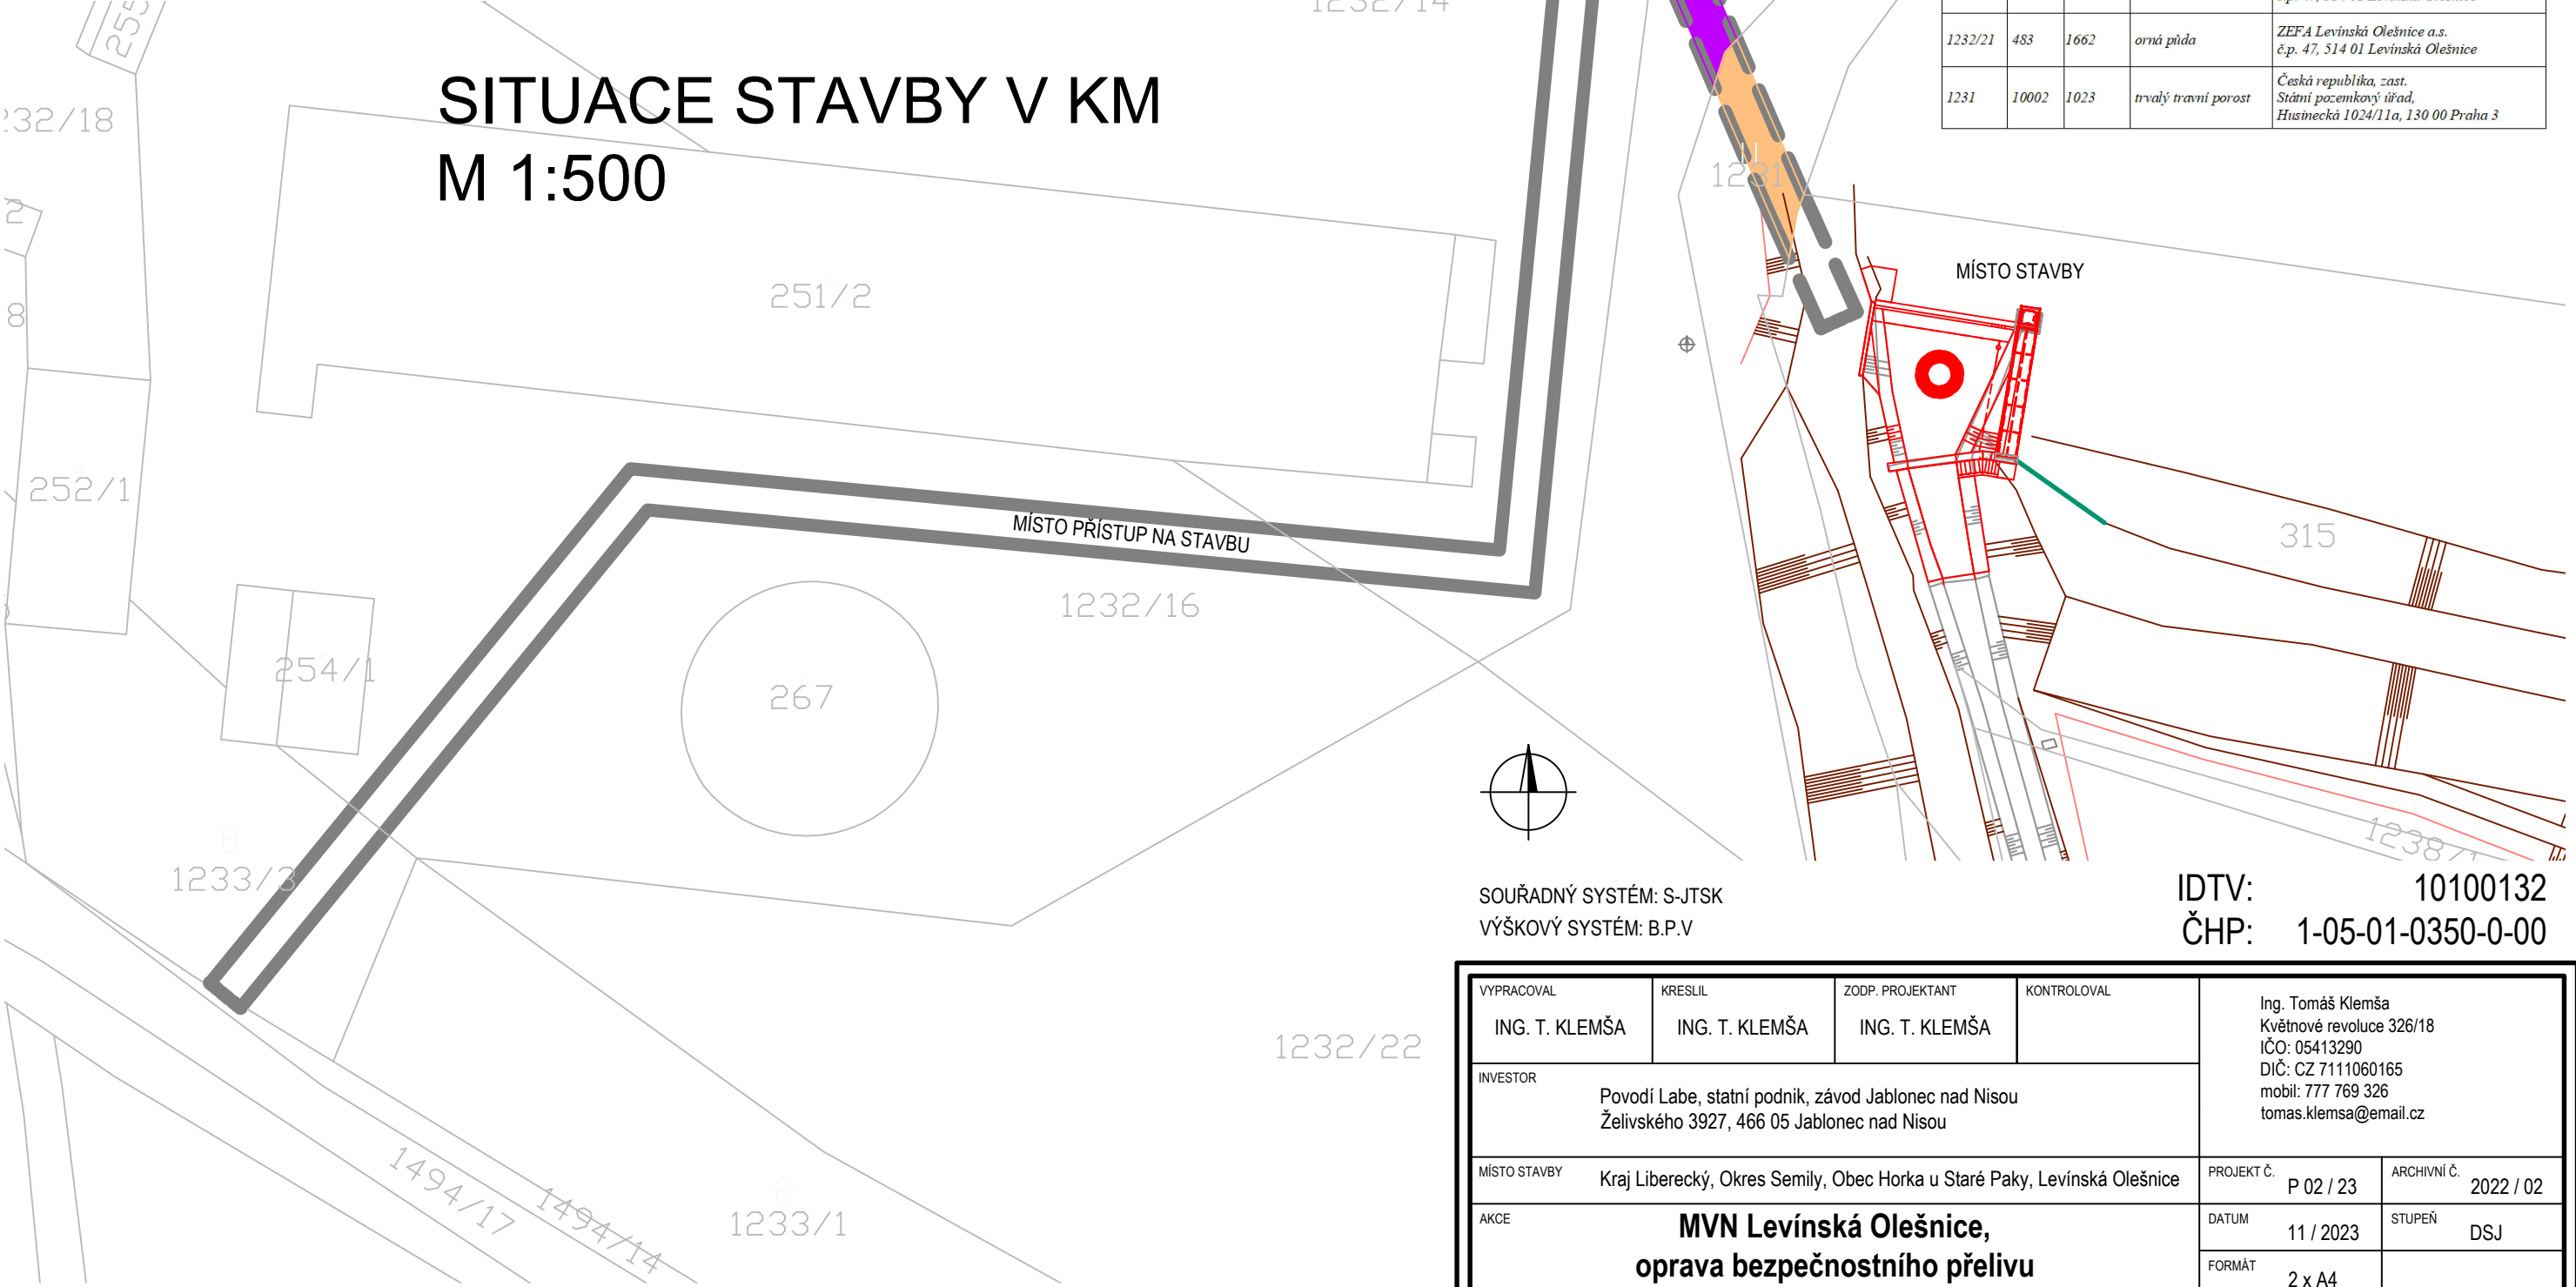 1232/14
1232/21 483 1662 orná půda ZEFA Levínská Olešnice a.s.
č.p. 47, 514 01 Levínská Olešnice
1231 10002 1023 trvalý travní porost Česká republika, zast.
Státní pozemkový úřad,
Husinecká 1024/11a, 130 00 Praha 3
SITUACE STAVBY V KM
M 1:500
1231
MÍSTO STAVBY
251/2
252/1
MÍSTO PŘÍSTUP NA STAVBU
315
1232/16
254/1
267
1233/3
SOUŘADNÝ SYSTÉM: S-JTSK
VÝŠKOVÝ SYSTÉM: B.P.V
IDTV: 10100132
ČHP: 1-05-01-0350-0-00
1232/22
1494/17
1494/14
1233/1
VYPRACOVAL
ING. T. KLEMŠA
KRESLIL
ING. T. KLEMŠA
ZODP. PROJEKTANT
ING. T. KLEMŠA
KONTROLOVAL
Ing. Tomáš Klemša
Květnové revoluce 326/18
IČO: 05413290
DIČ: CZ 7111060165
mobil: 777 769 326
tomas.klemsa@email.cz
INVESTOR
Povodí Labe, statní podnik, závod Jablonec nad Nisou
Želivského 3927, 466 05 Jablonec nad Nisou
MÍSTO STAVBY Kraj Liberecký, Okres Semily, Obec Horka u Staré Paky, Levínská Olešnice
PROJEKT Č. P 02 / 23
ARCHIVNÍ Č. 2022 / 02
AKCE
MVN Levínská Olešnice,
oprava bezpečnostního přelivu
DATUM 11 / 2023
STUPEŇ DSJ
FORMÁT 2 x A4